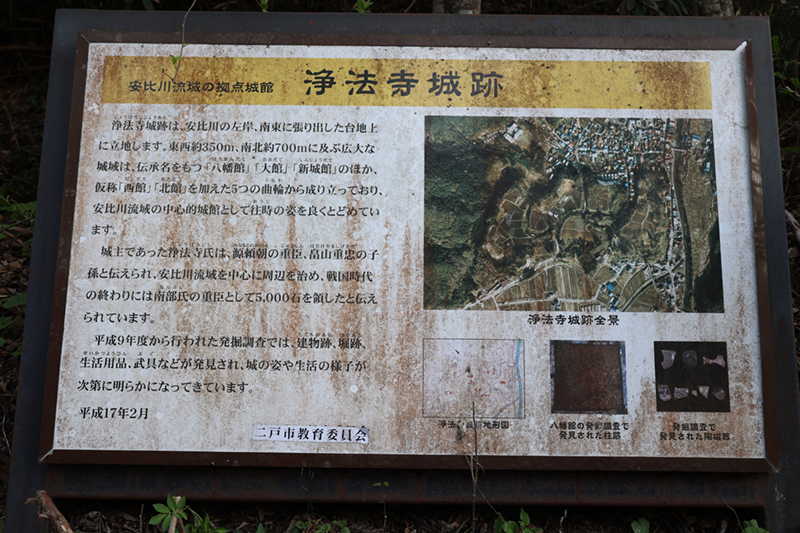 安比川流域の拠点城館 浄法寺城跡
浄法寺城跡は、安比川の左岸、南東に張り出した台地上
に立地します。東西約350m、南北約700mに及ぶ広大な
城域は、伝承名をもつ「八幡館」「大館」「新城館」のほか、
仮称「西館」「北館」を加えた5つの曲輪から成り立っており、
安比川流域の中心的城館として往時の姿を良くとどめてい
ます。
城主であった浄法寺氏は、源頼朝の重臣、畠山重忠の子
孫と伝えられ、安比川流域を中心に周辺を治め、戦国時代
の終わりには南部氏の重臣として5,000石を領したと伝え
られています。
平成9年度から行われた発掘調査では、建物跡、堀跡、
生活用品、武具などが発見され、城の姿や生活の様子が
次第に明らかになってきています。
平成17年2月
二戸市教育委員会
浄法寺城跡全景
浄法寺城跡地形図
八幡館の発掘調査で
発見された柱跡
発掘調査で
発見された陶磁器